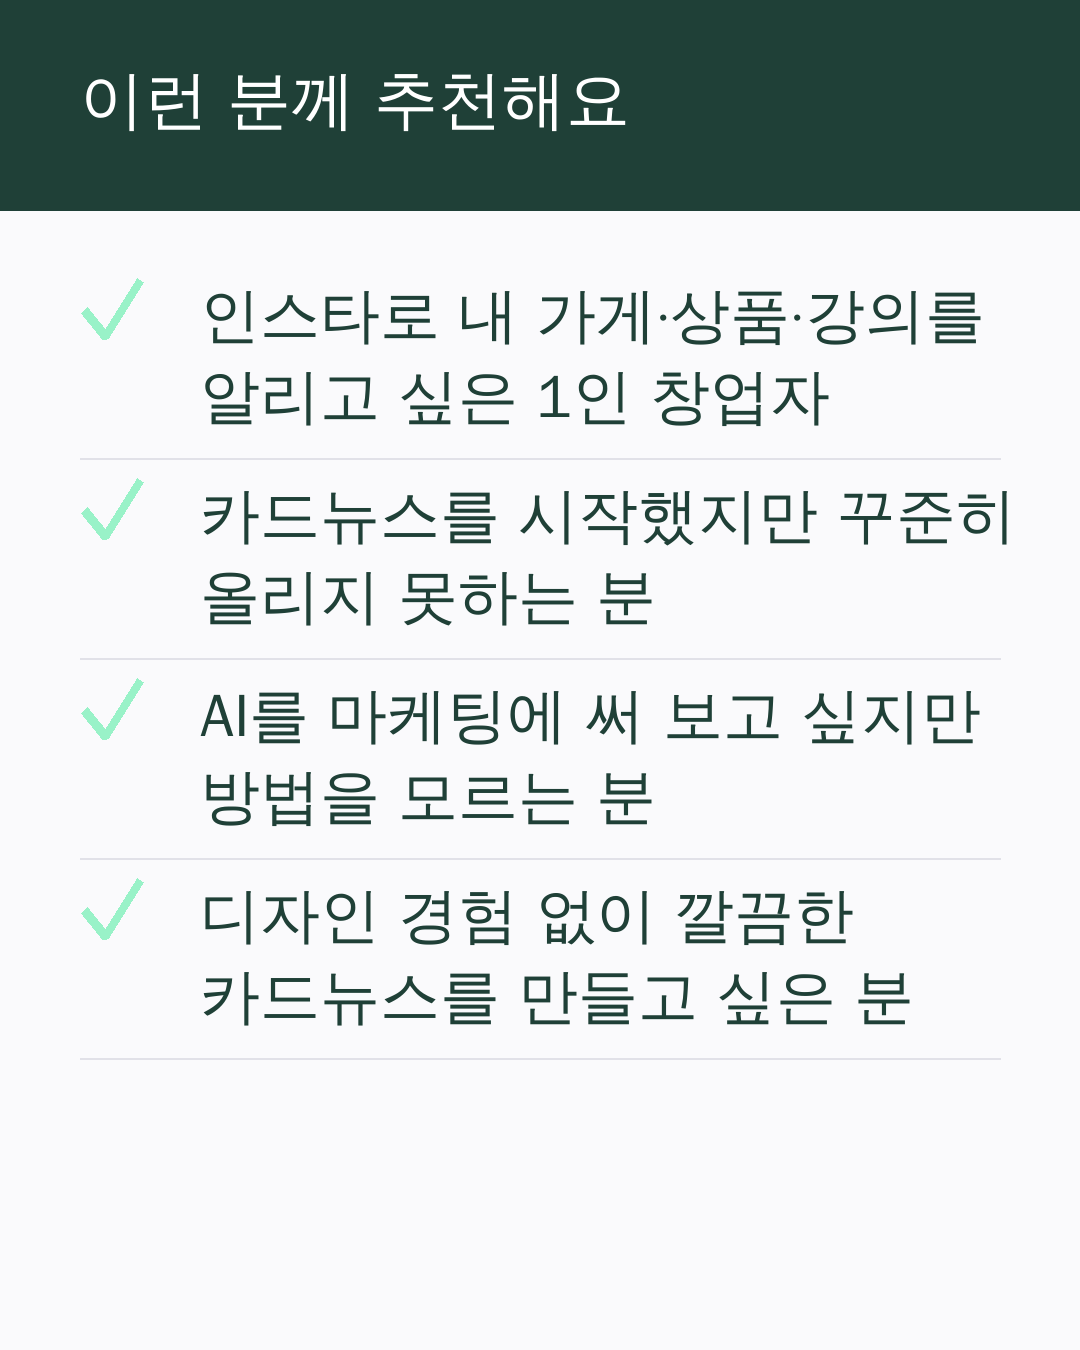 이런 분께 추천해요
인스타로 내 가게·상품·강의를
알리고 싶은 1인 창업자
카드뉴스를 시작했지만 꾸준히
올리지 못하는 분
AI를 마케팅에 써 보고 싶지만
방법을 모르는 분
디자인 경험 없이 깔끔한
카드뉴스를 만들고 싶은 분